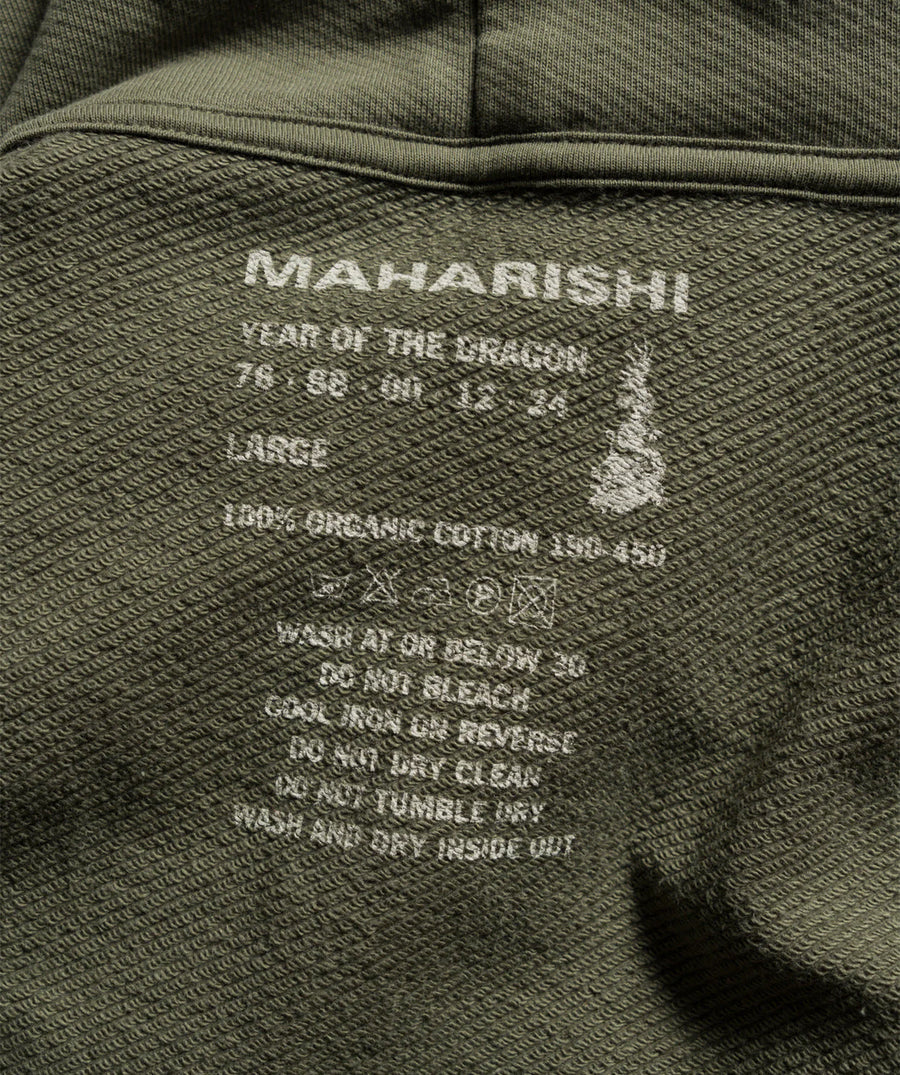 MAHARISHI
YEAR OF THE DRAGON
76 · 88 · 00 · 12 · 24
LARGE
100% ORGANIC COTTON 190-450
WASH AT OR BELOW 30
DO NOT BLEACH
COOL IRON ON REVERSE
DO NOT DRY CLEAN
DO NOT TUMBLE DRY
WASH AND DRY INSIDE OUT